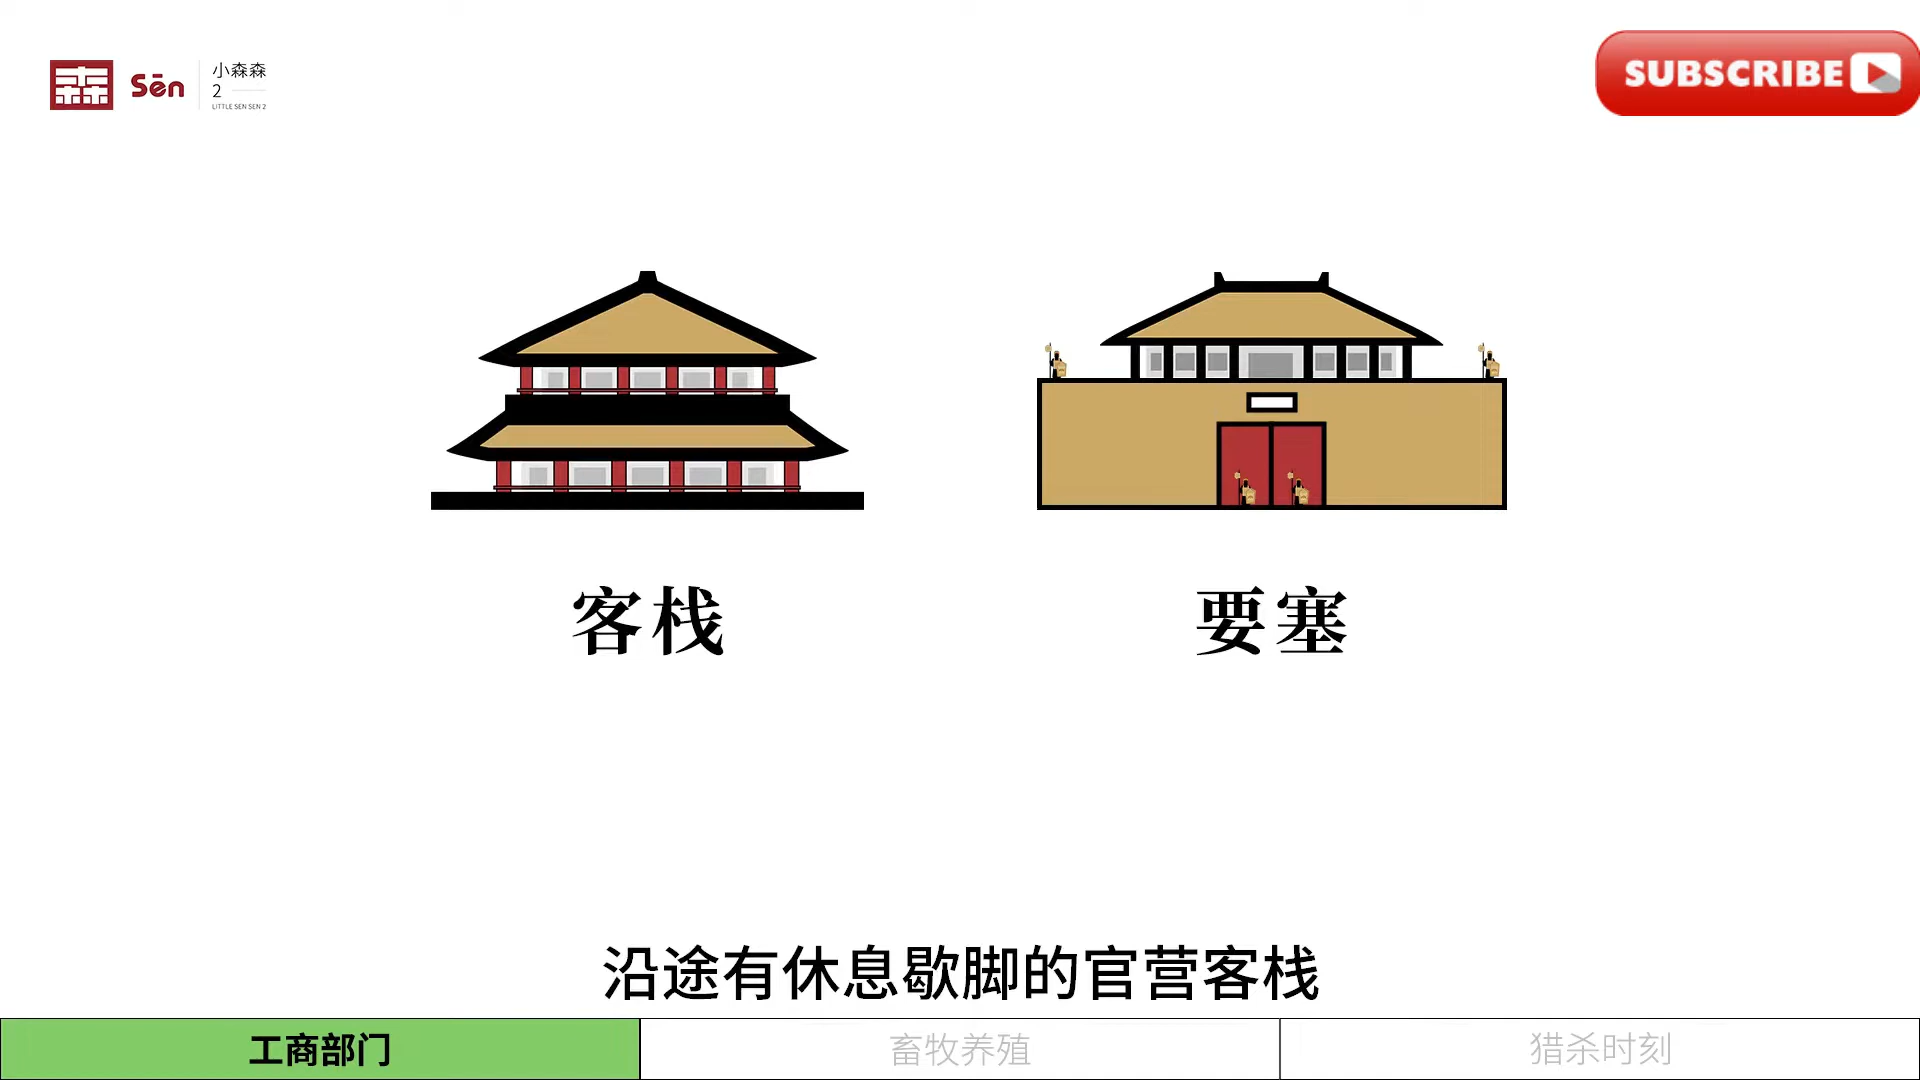 森 Sēn 小森森
2
LITTLE SEN SEN 2
SUBSCRIBE
客栈 要塞
沿途有休息歇脚的官营客栈
工商部门 畜牧养殖 猎杀时刻